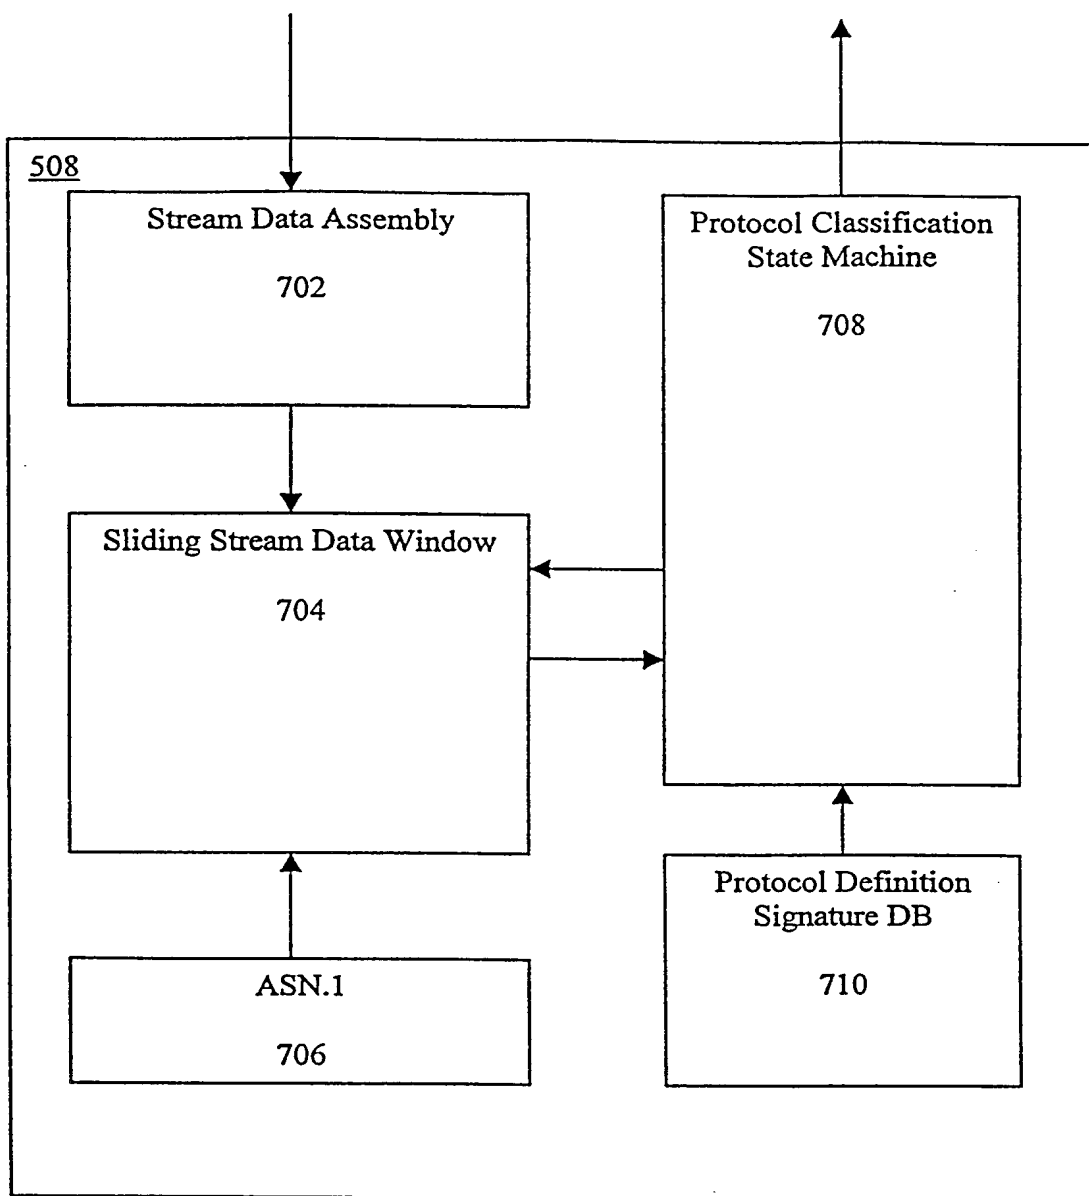 508
Stream Data Assembly
702
Protocol Classification
State Machine
708
Sliding Stream Data Window
704
ASN.1
706
Protocol Definition
Signature DB
710